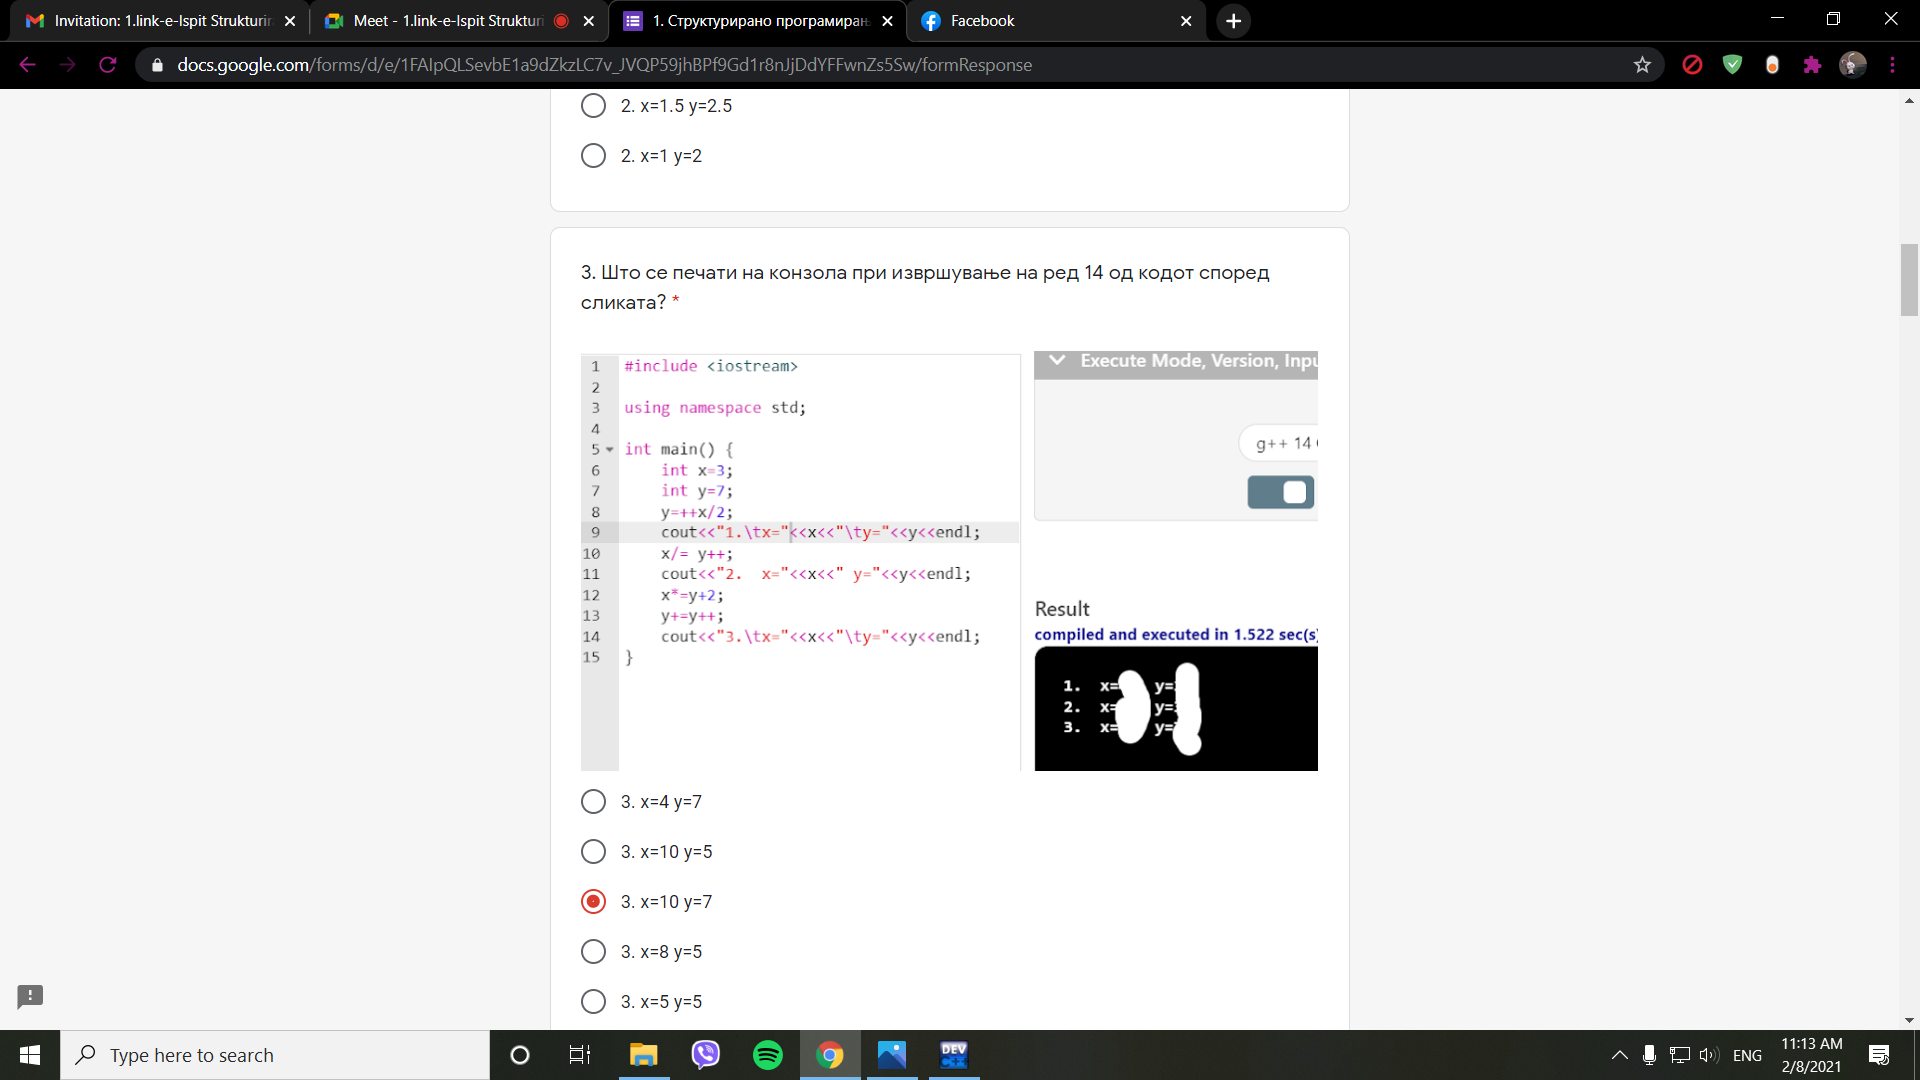 Invitation: 1.link-e-Ispit Strukturir
Meet - 1.link-e-Ispit Strukturi
1. Структурирано програмиран
Facebook
docs.google.com/forms/d/e/1FAIpQLSevbE1a9dZkzLC7v_JVQP59jhBPf9Gd1r8nJjDdYFFwnZs5Sw/formResponse
2. x=1.5 y=2.5
2. x=1 y=2
3. Што се печати на конзола при извршување на ред 14 од кодот според
сликата? *
1 #include <iostream>
2
3 using namespace std;
4
5 int main() {
6 int x=3;
7 int y=7;
8 y=++x/2;
9 cout<<"1.\tx="<<x<<"\ty="<<y<<endl;
10 x/= y++;
11 cout<<"2.  x="<<x<<" y="<<y<<endl;
12 x*=y+2;
13 y+=y++;
14 cout<<"3.\tx="<<x<<"\ty="<<y<<endl;
15 }
Execute Mode, Version, Inpu
g++ 14
Result
compiled and executed in 1.522 sec(s)
1. x= y=
2. x= y=
3. x= y=
3. x=4 y=7
3. x=10 y=5
3. x=10 y=7
3. x=8 y=5
3. x=5 y=5
Type here to search
DEV
C++
ENG
11:13 AM
2/8/2021